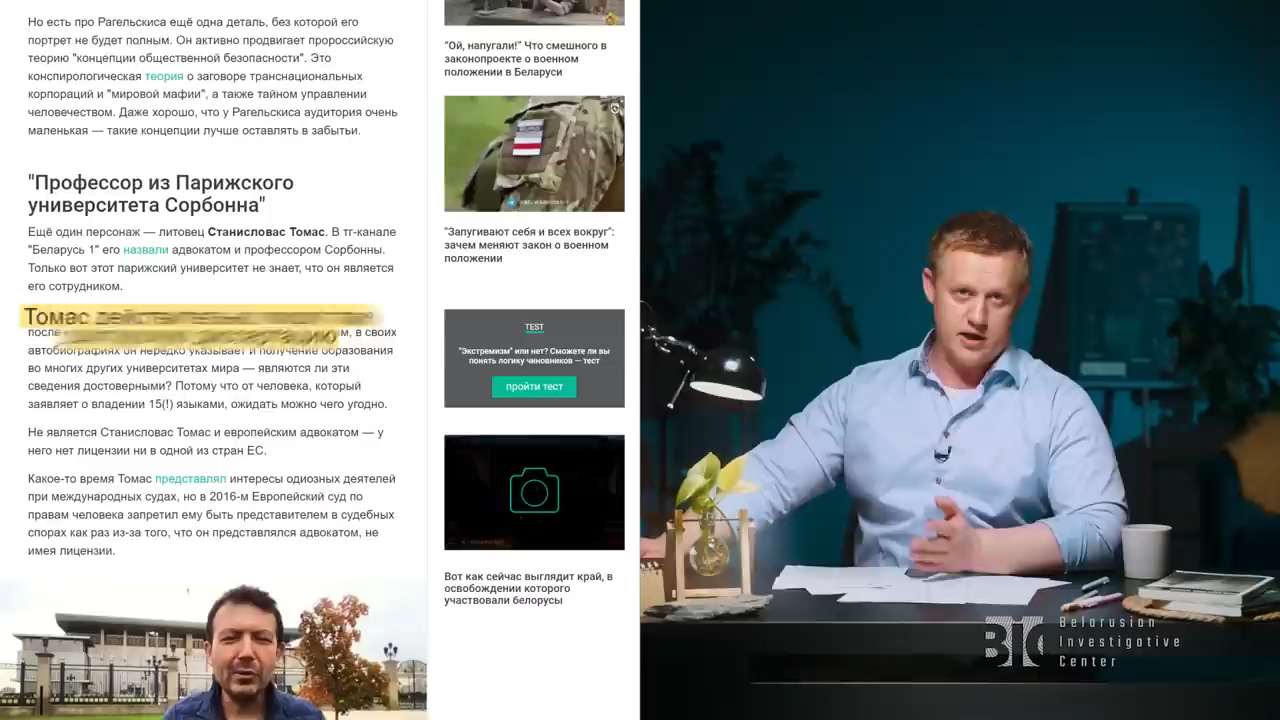 Но есть про Рагельскиса ещё одна деталь, без которой его
портрет не будет полным. Он активно продвигает пророссийскую
теорию "концепции общественной безопасности". Это
конспирологическая теория о заговоре транснациональных
корпораций и "мировой мафии", а также тайном управлении
человечеством. Даже хорошо, что у Рагельскиса аудитория очень
маленькая — такие концепции лучше оставлять в забытьи.
"Профессор из Парижского
университета Сорбонна"
Ещё один персонаж — литовец Станисловас Томас. В тг-канале
"Беларусь 1" его назвали адвокатом и профессором Сорбонны.
Только вот этот парижский университет не знает, что он является
его сотрудником.
Томас
в своих
автобиографиях он нередко указывает и получение образования
во многих других университетах мира — являются ли эти
сведения достоверными? Потому что от человека, который
заявляет о владении 15(!) языками, ожидать можно чего угодно.
Не является Станисловас Томас и европейским адвокатом — у
него нет лицензии ни в одной из стран ЕС.
Какое-то время Томас представлял интересы одиозных деятелей
при международных судах, но в 2016-м Европейский суд по
правам человека запретил ему быть представителем в судебных
спорах как раз из-за того, что он представлялся адвокатом, не
имея лицензии.
"Ой, напугали!" Что смешного в
законопроекте о военном
положении в Беларуси
"Запугивают себя и всех вокруг":
зачем меняют закон о военном
положении
TEST
"Экстремизм" или нет? Сможете ли вы
понять логику чиновников — тест
пройти тест
Вот как сейчас выглядит край, в
освобождении которого
участвовали белорусы
BIC
Belarusian
Investigative
Center